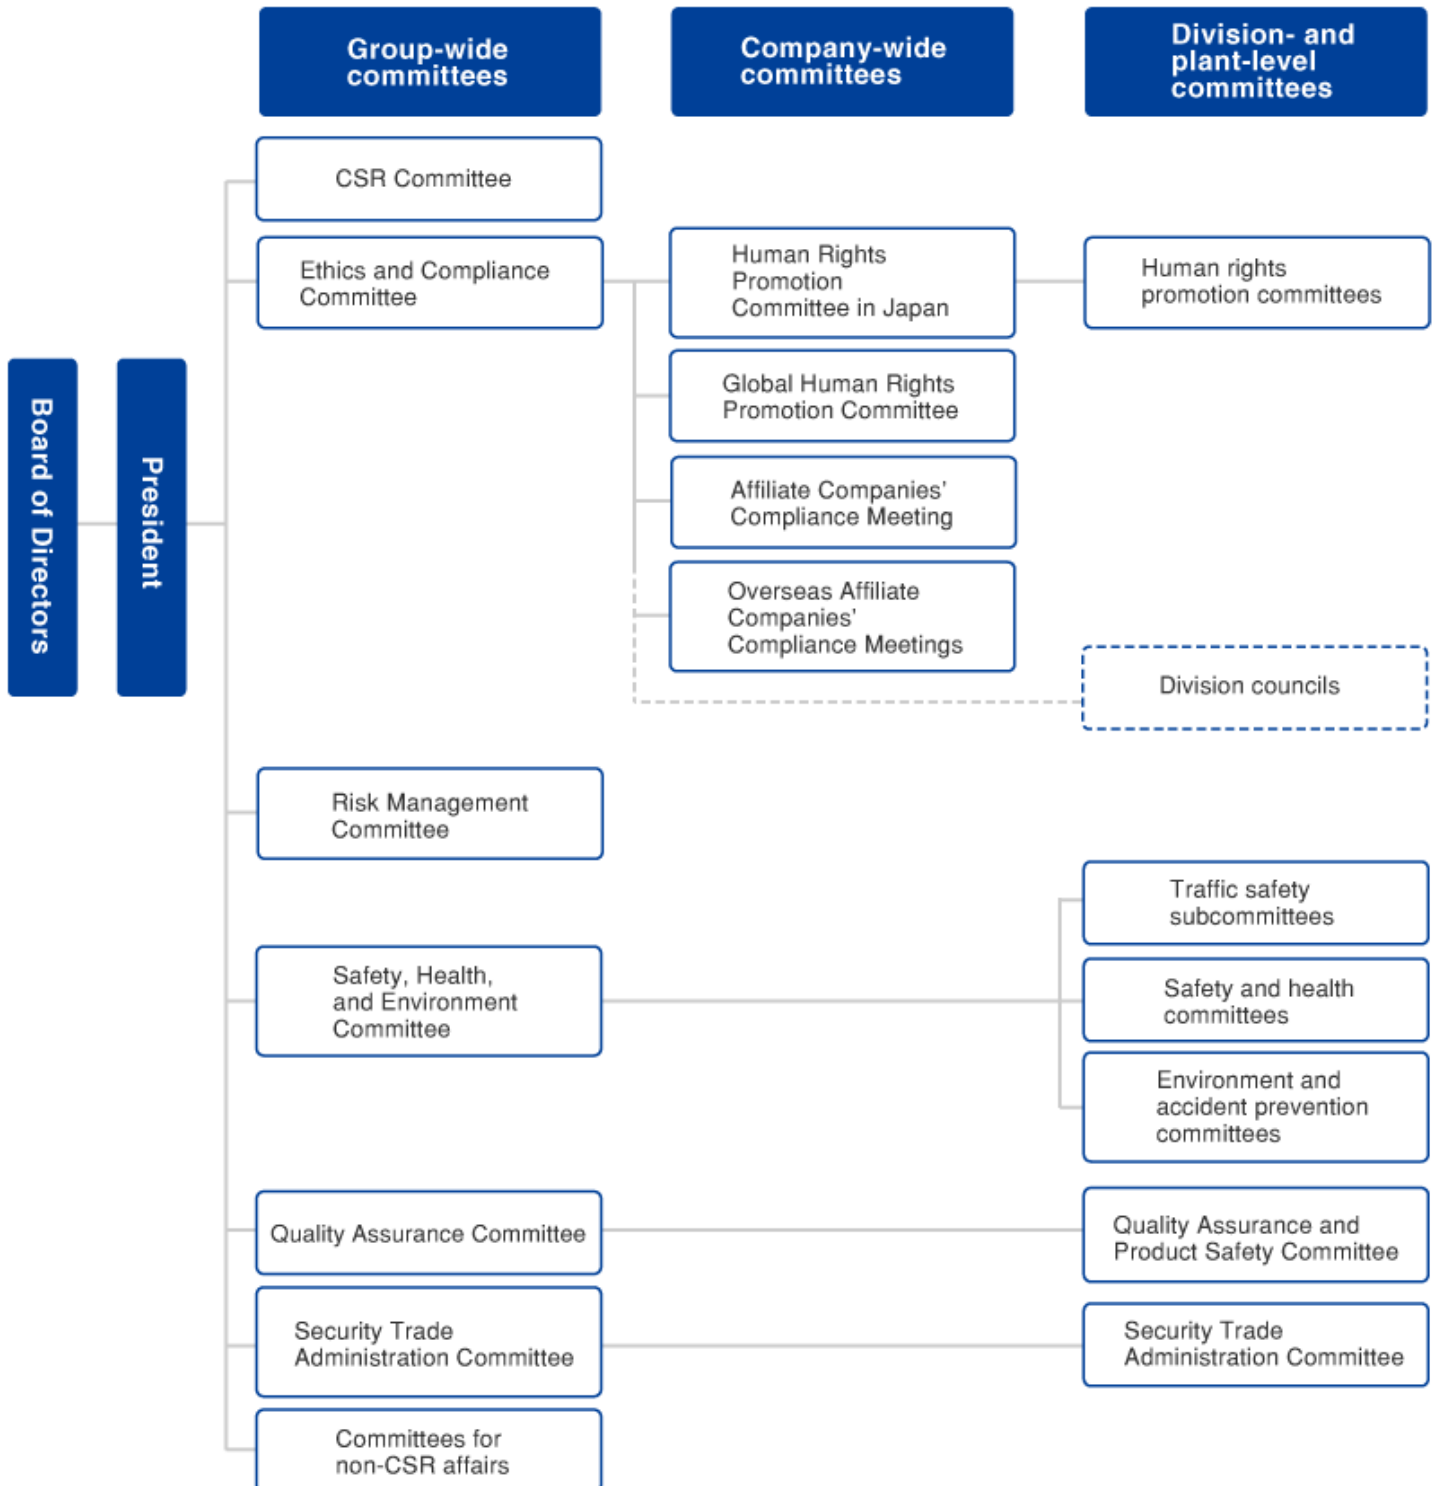 Group-wide
committees
Company-wide
committees
Division- and
plant-level
committees
Board of Directors
President
CSR Committee
Ethics and Compliance
Committee
Human Rights
Promotion
Committee in Japan
Human rights
promotion committees
Global Human Rights
Promotion Committee
Affiliate Companies’
Compliance Meeting
Overseas Affiliate
Companies’
Compliance Meetings
Division councils
Risk Management
Committee
Safety, Health,
and Environment
Committee
Traffic safety
subcommittees
Safety and health
committees
Environment and
accident prevention
committees
Quality Assurance Committee
Quality Assurance and
Product Safety Committee
Security Trade
Administration Committee
Security Trade
Administration Committee
Committees for
non-CSR affairs